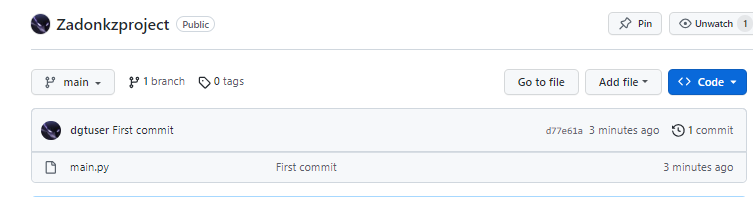 Zadonkzproject Public Pin Unwatch 1
main 1 branch 0 tags Go to file Add file Code
dgtuser First commit d77e61a 3 minutes ago 1 commit
main.py First commit 3 minutes ago